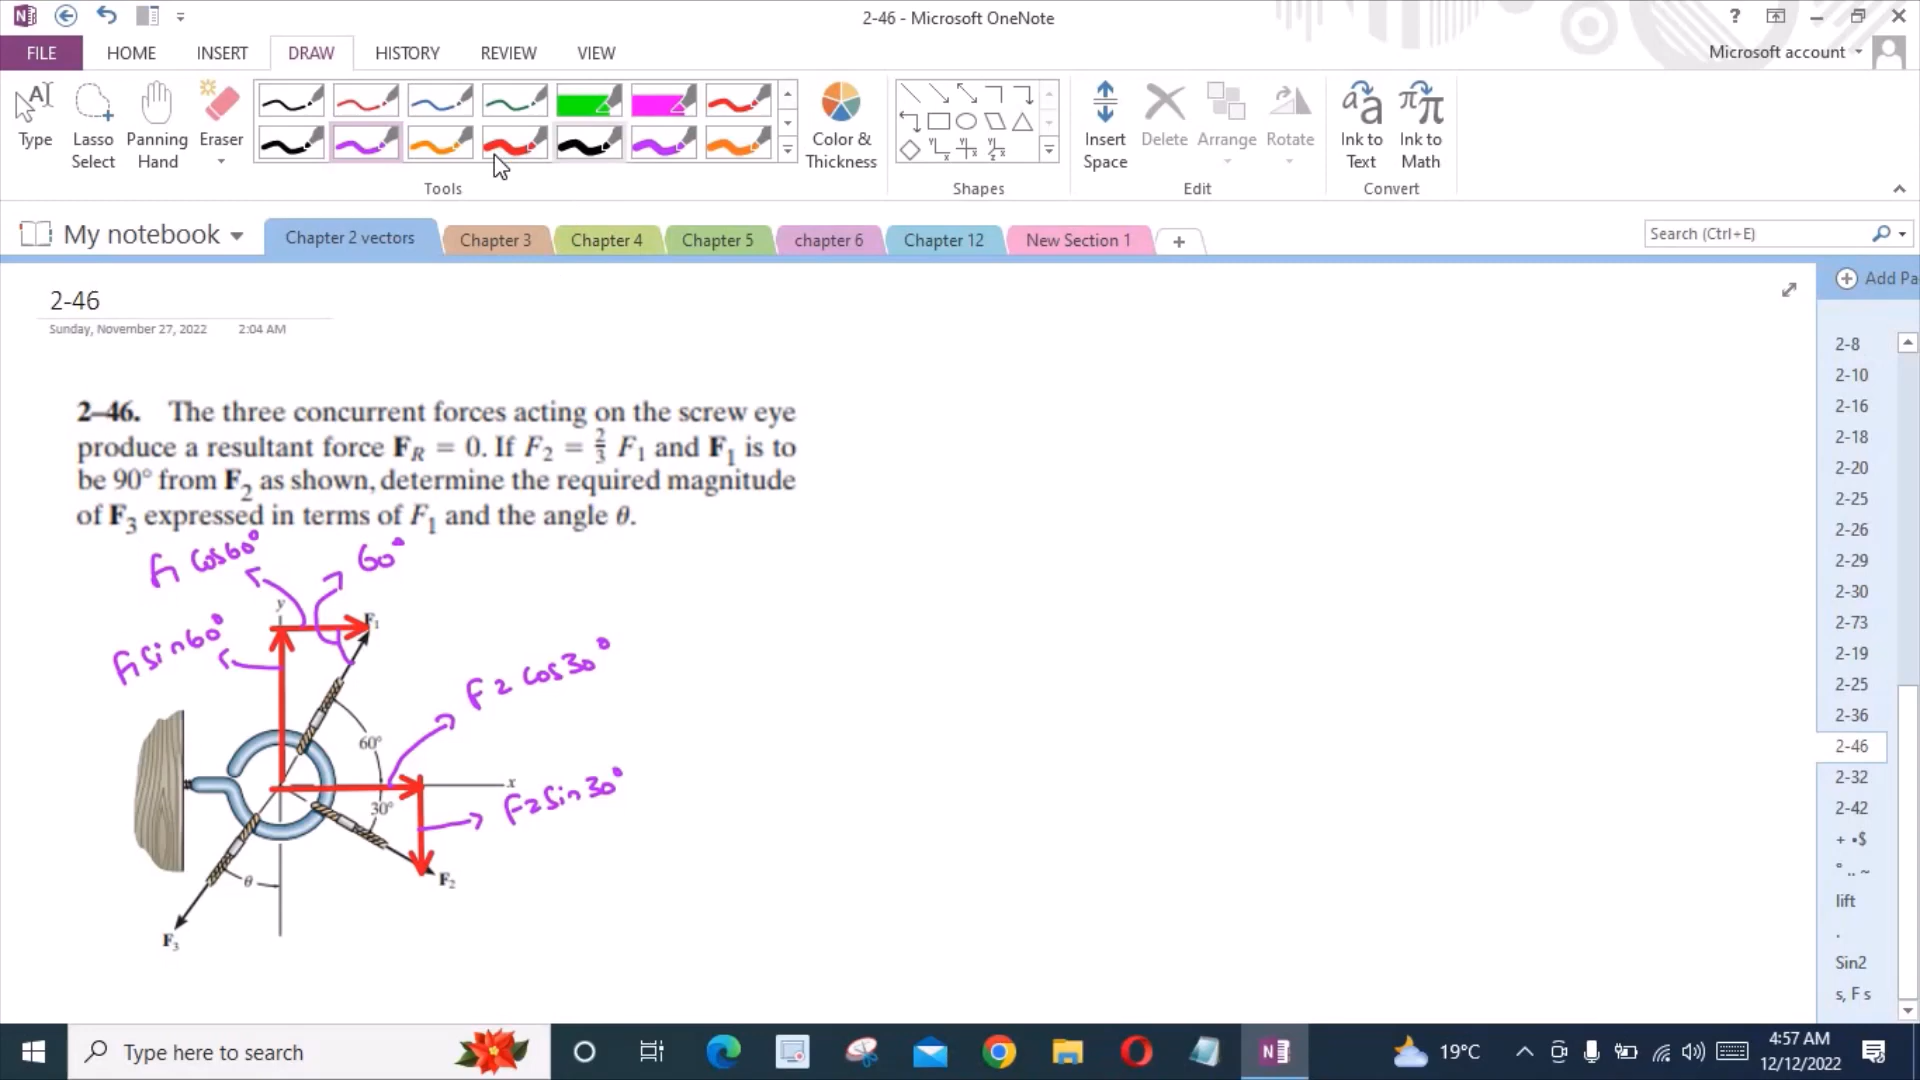 2-46 - Microsoft OneNote
?
Microsoft account
FILE
HOME
INSERT
DRAW
HISTORY
REVIEW
VIEW
Type
Lasso
Select
Panning
Hand
Eraser
Color &
Thickness
Insert
Space
Delete
Arrange
Rotate
Ink to
Text
Ink to
Math
Tools
Shapes
Edit
Convert
My notebook
Chapter 2 vectors
Chapter 3
Chapter 4
Chapter 5
chapter 6
Chapter 12
New Section 1
Search (Ctrl+E)
Add Pa
2-46
Sunday, November 27, 2022 2:04 AM
2–46. The three concurrent forces acting on the screw eye
produce a resultant force F_R = 0. If F₂ = 2/3 F₁ and F₁ is to
be 90° from F₂ as shown, determine the required magnitude
of F₃ expressed in terms of F₁ and the angle θ.
F1 cos60°
60°
y
F₁
F1 sin60°
F2 cos30°
60°
x
30°
F2 sin30°
θ
F₂
F₃
2-8
2-10
2-16
2-18
2-20
2-25
2-26
2-29
2-30
2-73
2-19
2-25
2-36
2-46
2-32
2-42
+ •$
° .. ~
lift
.
Sin2
s, F s
Type here to search
19°C
4:57 AM
12/12/2022